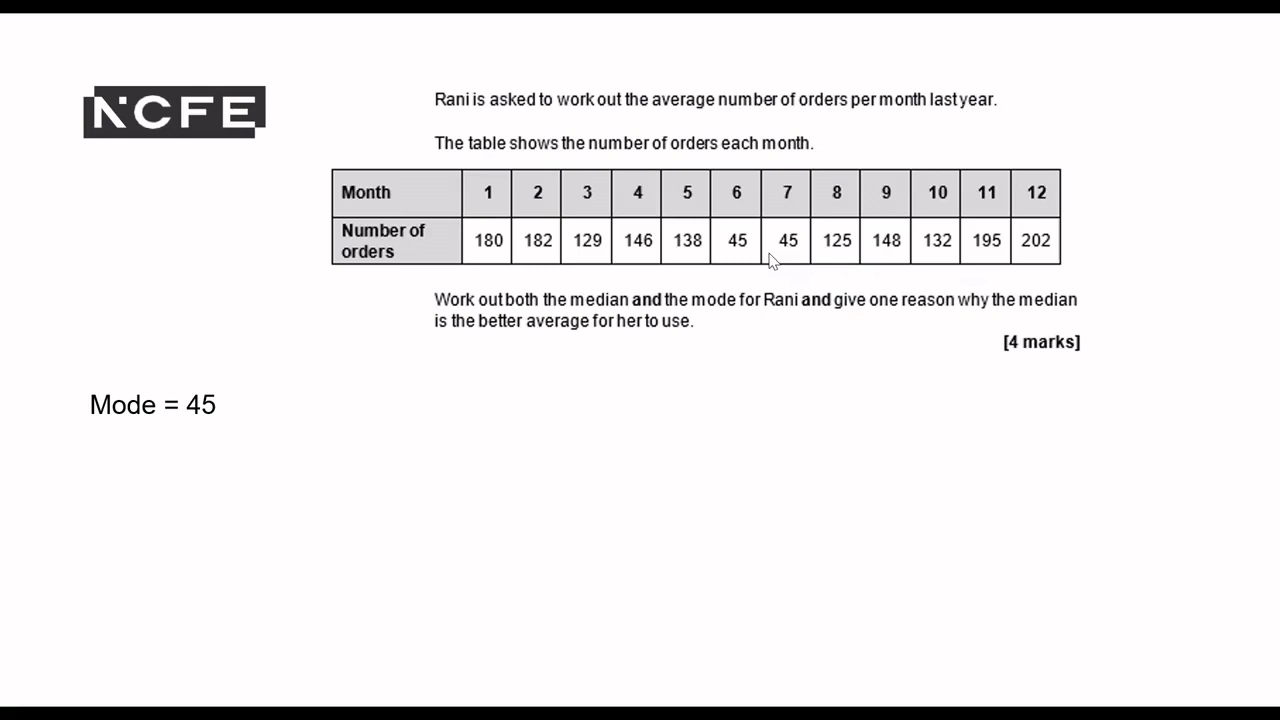 NCFE
Rani is asked to work out the average number of orders per month last year.
The table shows the number of orders each month.
Month 1 2 3 4 5 6 7 8 9 10 11 12
Number of orders 180 182 129 146 138 45 45 125 148 132 195 202
Work out both the median and the mode for Rani and give one reason why the median
is the better average for her to use.
[4 marks]
Mode = 45